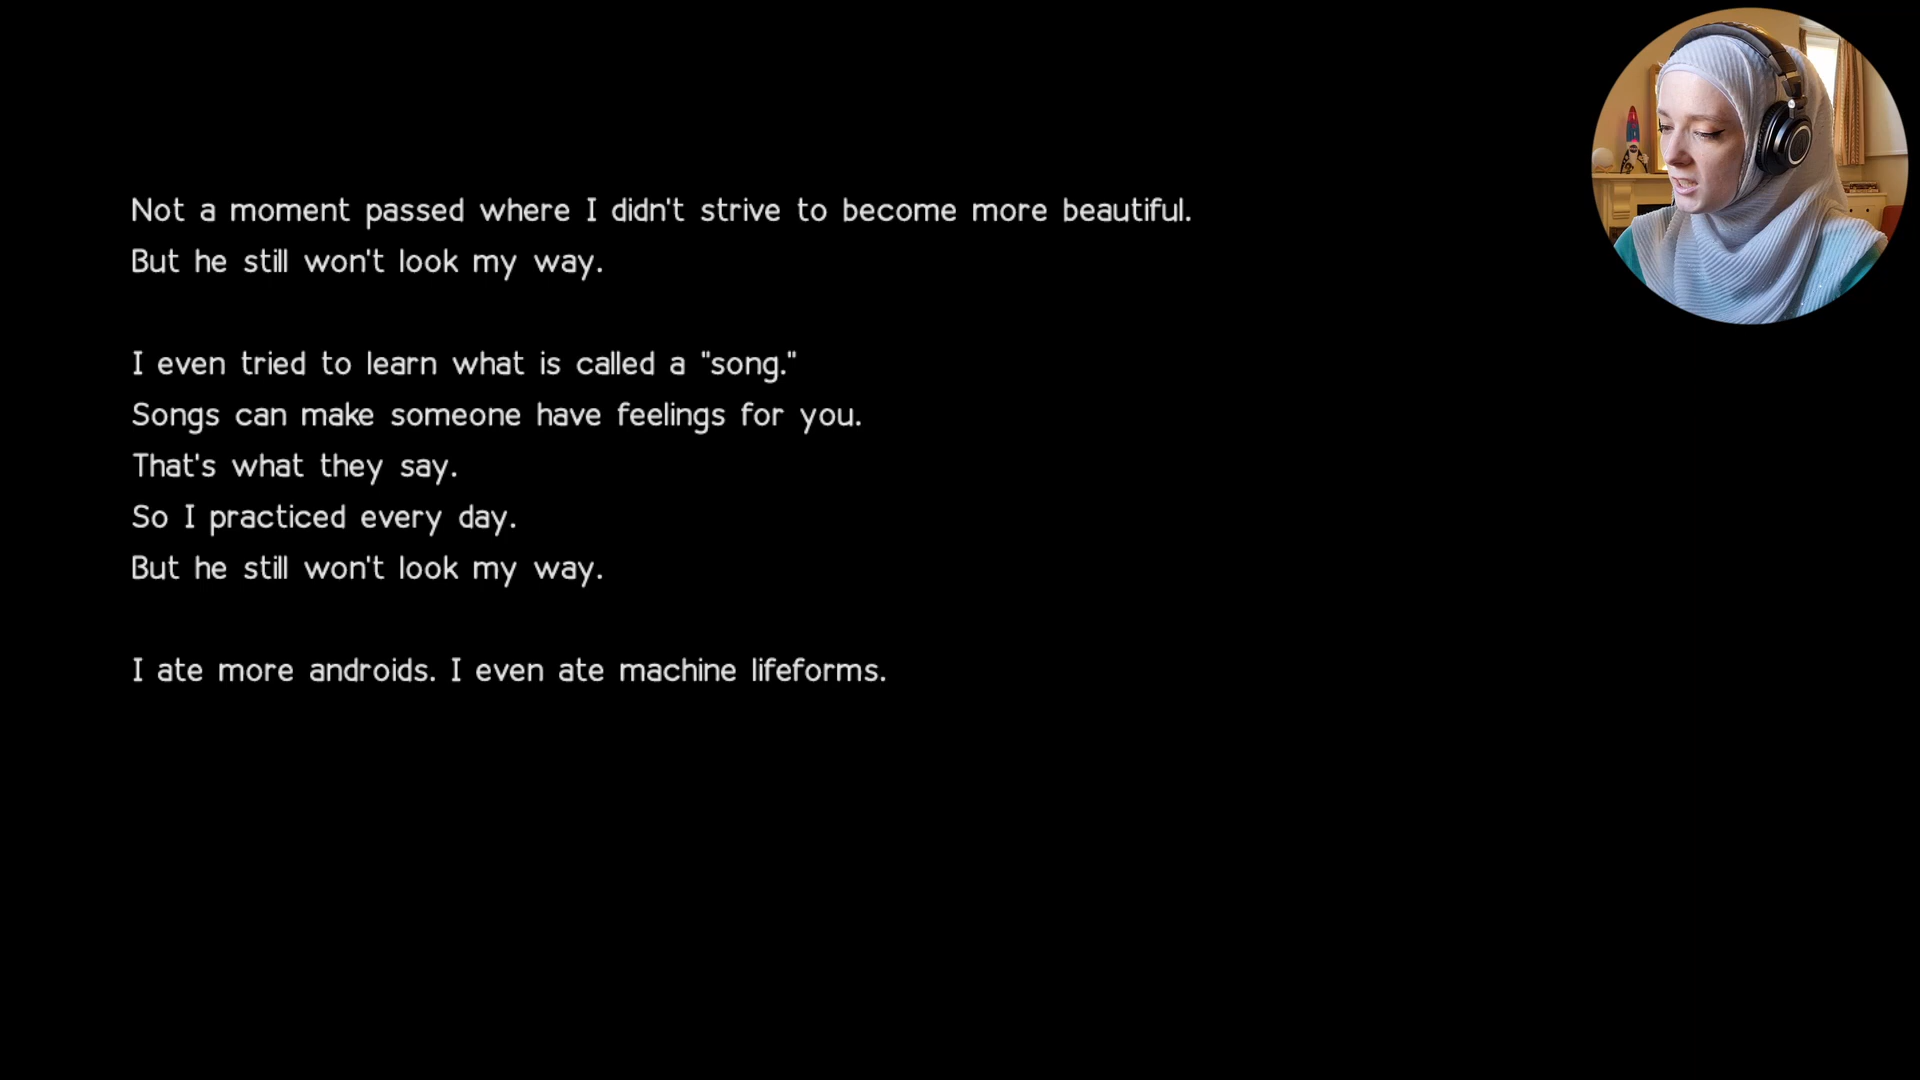 Not a moment passed where I didn't strive to become more beautiful.
But he still won't look my way.
I even tried to learn what is called a "song."
Songs can make someone have feelings for you.
That's what they say.
So I practiced every day.
But he still won't look my way.
I ate more androids. I even ate machine lifeforms.